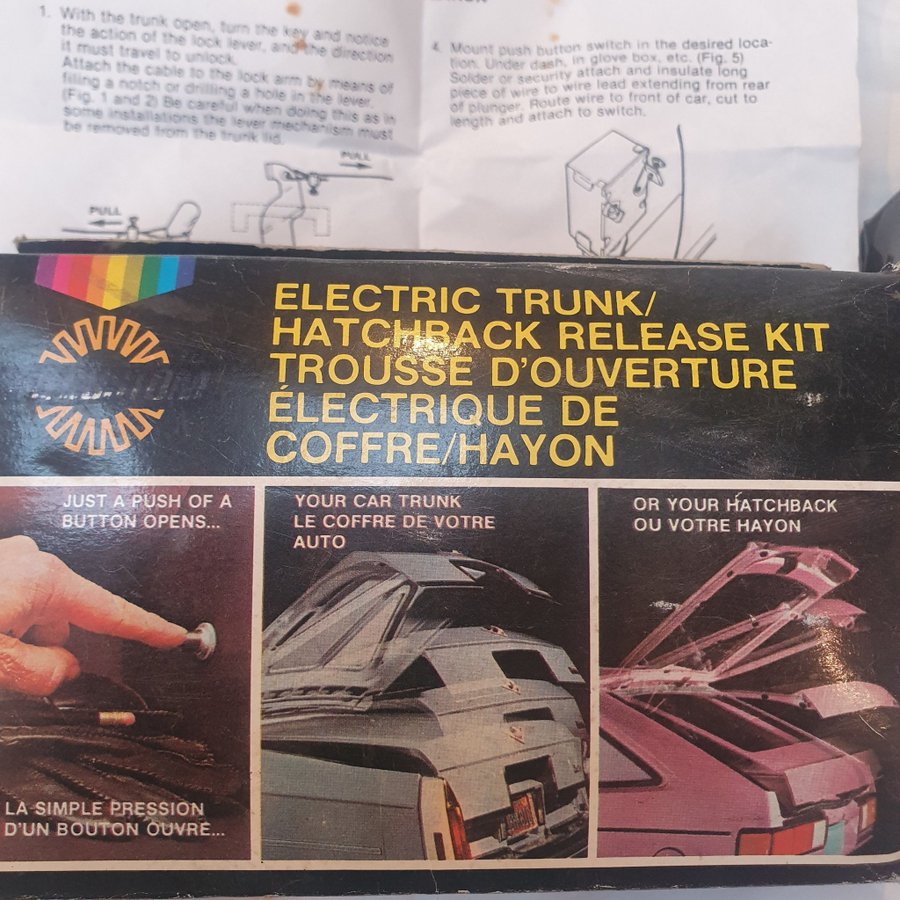 1. With the trunk open, turn the key and notice
the action of the lock lever, and the direction
it must travel to unlock.
Attach the cable to the lock arm by means of
filing a notch or drilling a hole in the lever.
(Fig. 1 and 2) Be careful when doing this as in
some installations the lever mechanism must
be removed from the trunk lid.
PULL
PULL
4. Mount push button switch in the desired loca-
tion. Under dash, in glove box, etc. (Fig. 5)
Solder or security attach and insulate long
piece of wire to wire lead extending from rear
of plunger. Route wire to front of car, cut to
length and attach to switch.
ELECTRIC TRUNK/
HATCHBACK RELEASE KIT
TROUSSE D'OUVERTURE
ÉLECTRIQUE DE
COFFRE/HAYON
JUST A PUSH OF A
BUTTON OPENS...
LA SIMPLE PRESSION
D'UN BOUTON OUVRE...
YOUR CAR TRUNK
LE COFFRE DE VOTRE
AUTO
OR YOUR HATCHBACK
OU VOTRE HAYON